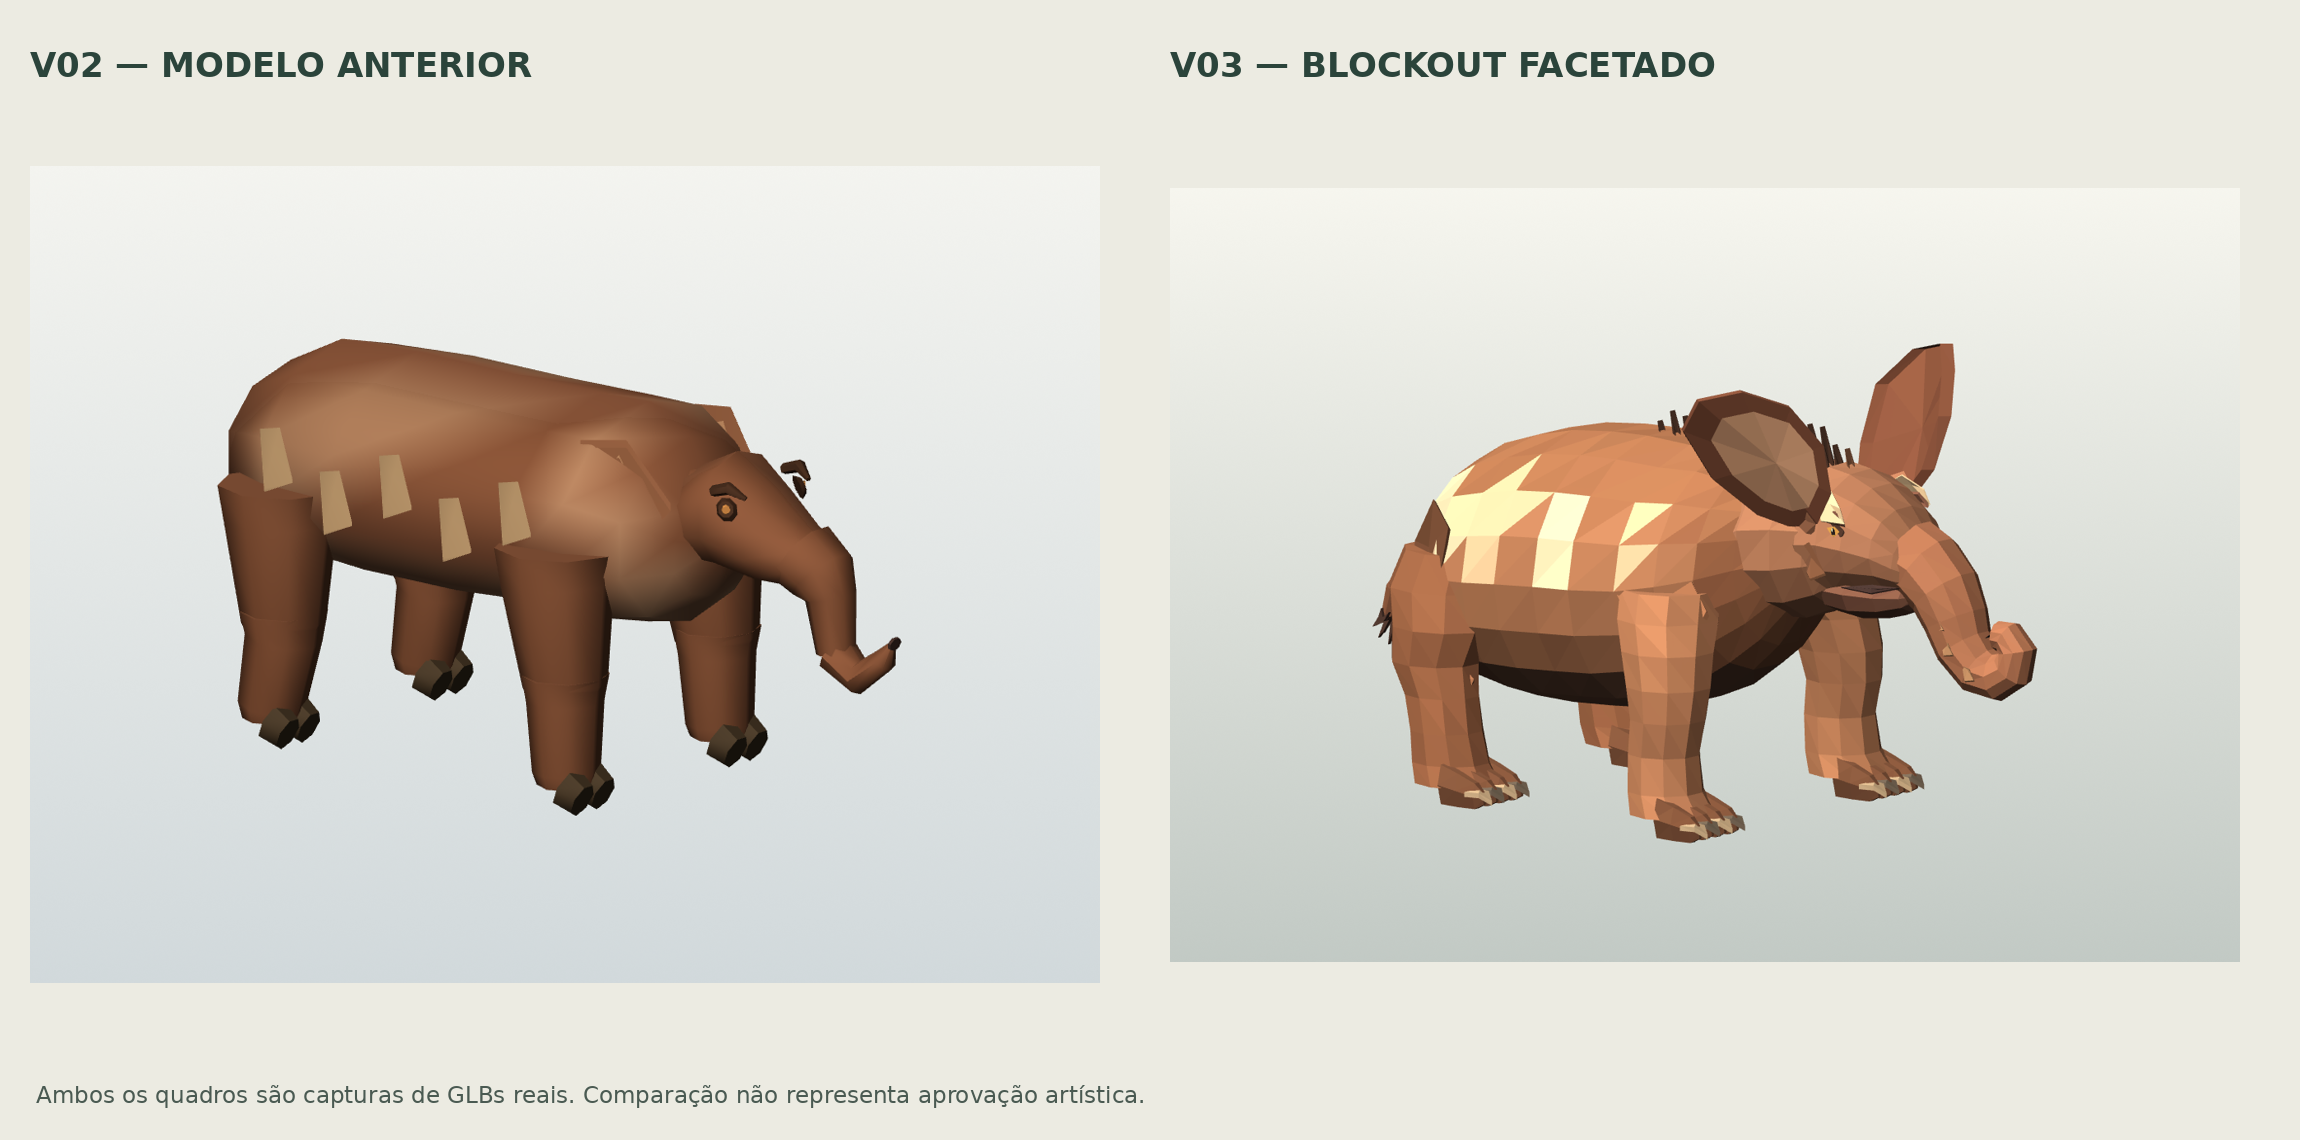 V02 — MODELO ANTERIOR
V03 — BLOCKOUT FACETADO
Ambos os quadros são capturas de GLBs reais. Comparação não representa aprovação artística.